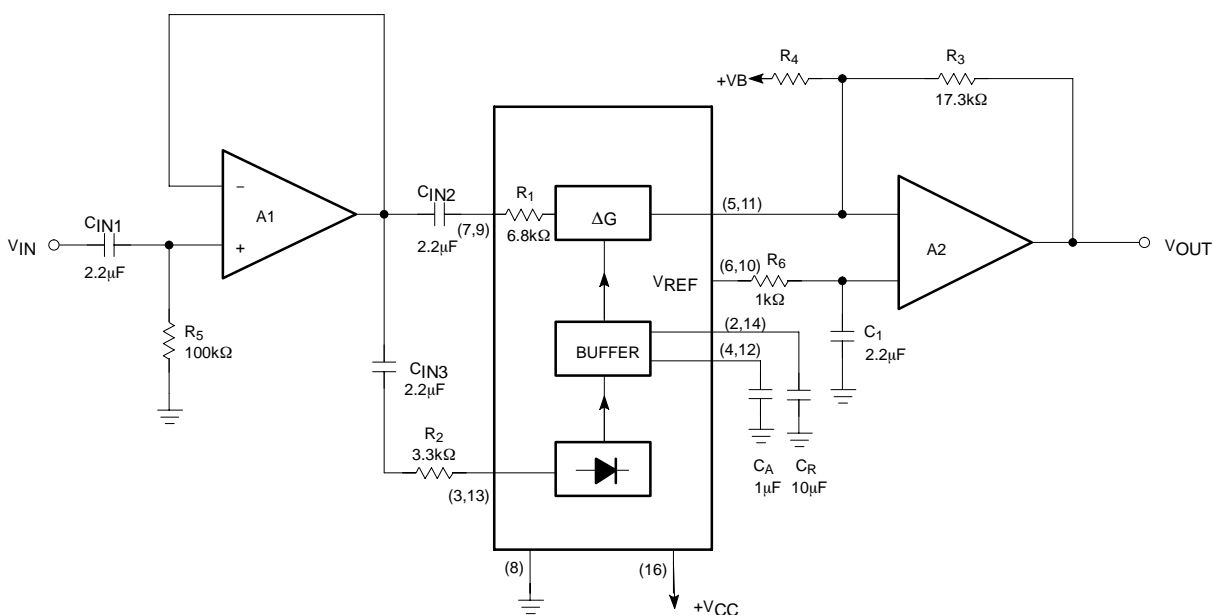 R4
R3
+VB
17.3kΩ
CIN1
VIN
2.2µF
−
+
A1
R5
100kΩ
CIN2
2.2µF
(7,9)
R1
6.8kΩ
ΔG
(5,11)
CIN3
2.2µF
R2
3.3kΩ
(3,13)
VREF
(6,10)
R6
1kΩ
BUFFER
(2,14)
(4,12)
A2
VOUT
C1
2.2µF
CA
1µF
CR
10µF
(8)
(16)
+VCC